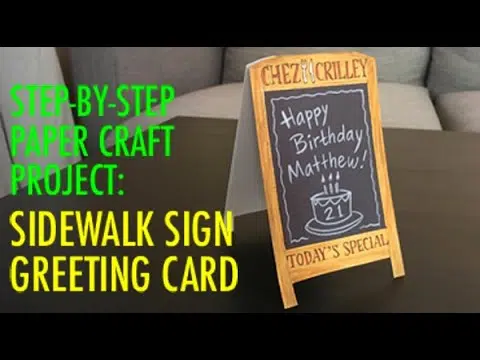 STEP-BY-STEP
PAPER CRAFT
PROJECT:
SIDEWALK SIGN
GREETING CARD
CHEZ CRILLEY
Happy
Birthday
Matthew!
21
TODAY'S SPECIAL